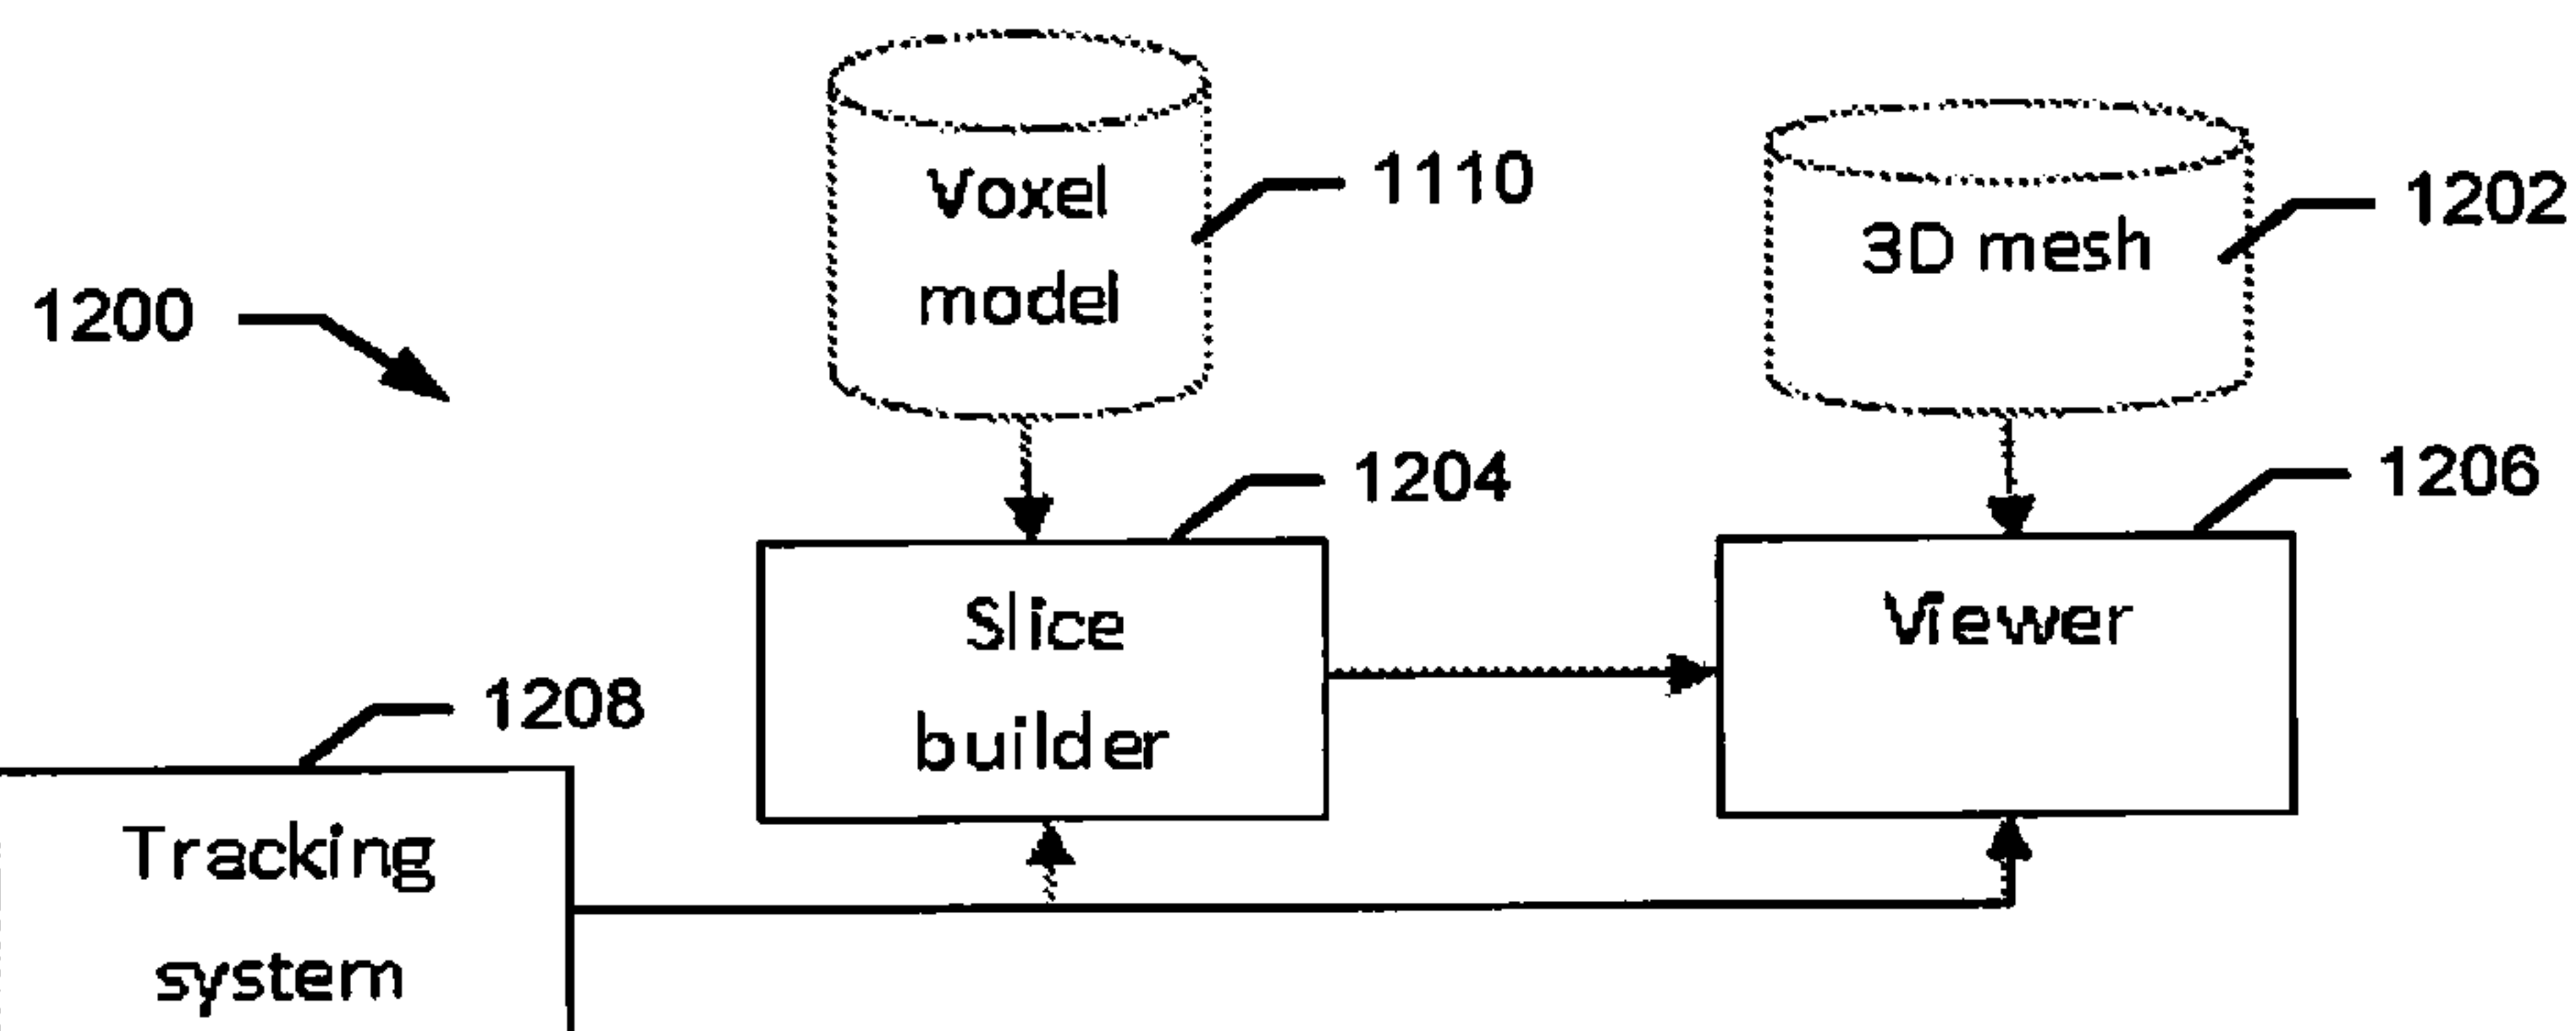 Voxel
model
1110
3D mesh
1202
1200
1204
1206
Slice
builder
Viewer
1208
Tracking
system